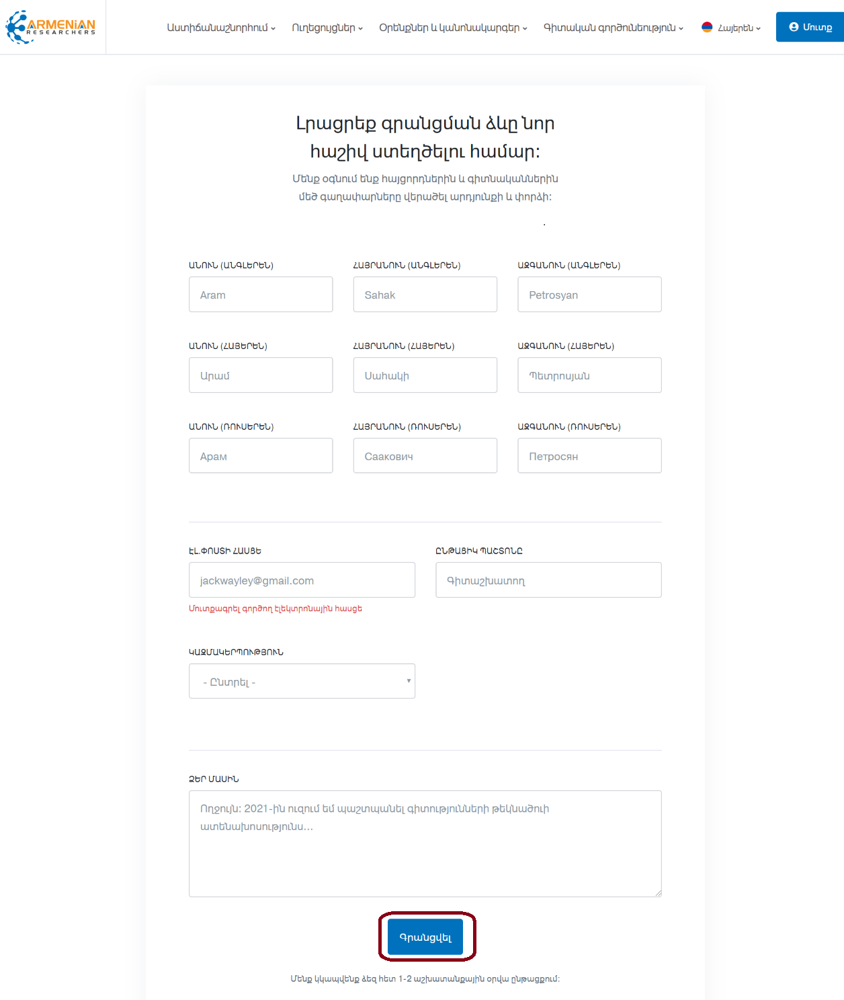 ARMENIAN
RESEARCHERS
Աստիճանաշնորհում Ուղեցույցներ Օրենքներ և կանոնակարգեր Գիտական գործունեություն Հայերեն Մուտք
Լրացրեք գրանցման ձևը նոր
հաշիվ ստեղծելու համար:
Մենք օգնում ենք հայցորդներին և գիտնականներին
մեծ գաղափարները վերածել արդյունքի և փորձի:
.
ԱՆՈՒՆ (ԱՆԳԼԵՐԵՆ) ՀԱՅՐԱՆՈՒՆ (ԱՆԳԼԵՐԵՆ) ԱԶԳԱՆՈՒՆ (ԱՆԳԼԵՐԵՆ)
Aram Sahak Petrosyan
ԱՆՈՒՆ (ՀԱՅԵՐԵՆ) ՀԱՅՐԱՆՈՒՆ (ՀԱՅԵՐԵՆ) ԱԶԳԱՆՈՒՆ (ՀԱՅԵՐԵՆ)
Արամ Սահակի Պետրոսյան
ԱՆՈՒՆ (ՌՈՒՍԵՐԵՆ) ՀԱՅՐԱՆՈՒՆ (ՌՈՒՍԵՐԵՆ) ԱԶԳԱՆՈՒՆ (ՌՈՒՍԵՐԵՆ)
Арам Саакович Петросян
ԷԼ.ՓՈՍՏԻ ՀԱՍՑԵ ԸՆԹԱՑԻԿ ՊԱՇՏՈՆԸ
jackwayley@gmail.com Գիտաշխատող
Մուտքագրել գործող էլեկտրոնային հասցե
ԿԱԶՄԱԿԵՐՊՈՒԹՅՈՒՆ
- Ընտրել -
ՁԵՐ ՄԱՍԻՆ
Ողջույն: 2021-ին ուզում եմ պաշտպանել գիտությունների թեկնածուի
ատենախոսությունս...
Գրանցվել
Մենք կկապվենք ձեզ հետ 1-2 աշխատանքային օրվա ընթացքում: